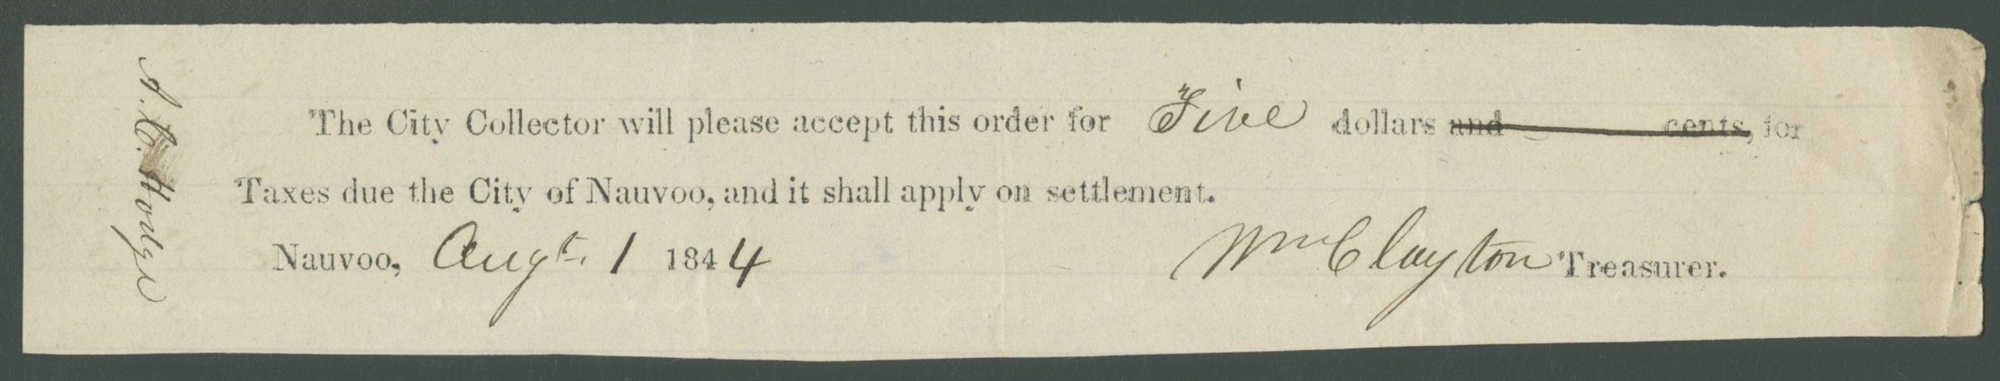 The City Collector will please accept this order for Five dollars and cents, for
Taxes due the City of Nauvoo, and it shall apply on settlement.
Nauvoo, Augt. 1 1844 Wm Clayton Treasurer.
A. C. Hodge